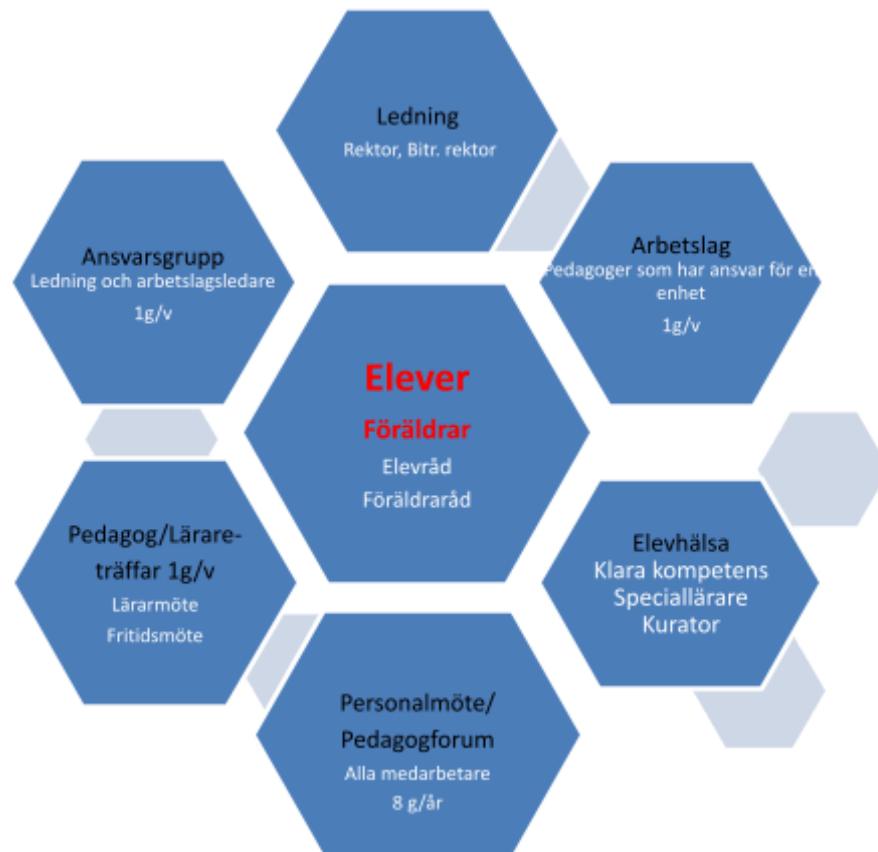 Ledning
Rektor, Bitr. rektor
Ansvarsgrupp
Ledning och arbetslagsledare
1g/v
Arbetslag
Pedagoger som har ansvar för en
enhet
1g/v
Elever
Föräldrar
Elevråd
Föräldraråd
Pedagog/Lärare-
träffar 1g/v
Lärarmöte
Fritidsmöte
Elevhälsa
Klara kompetens
Speciallärare
Kurator
Personalmöte/
Pedagogforum
Alla medarbetare
8 g/år